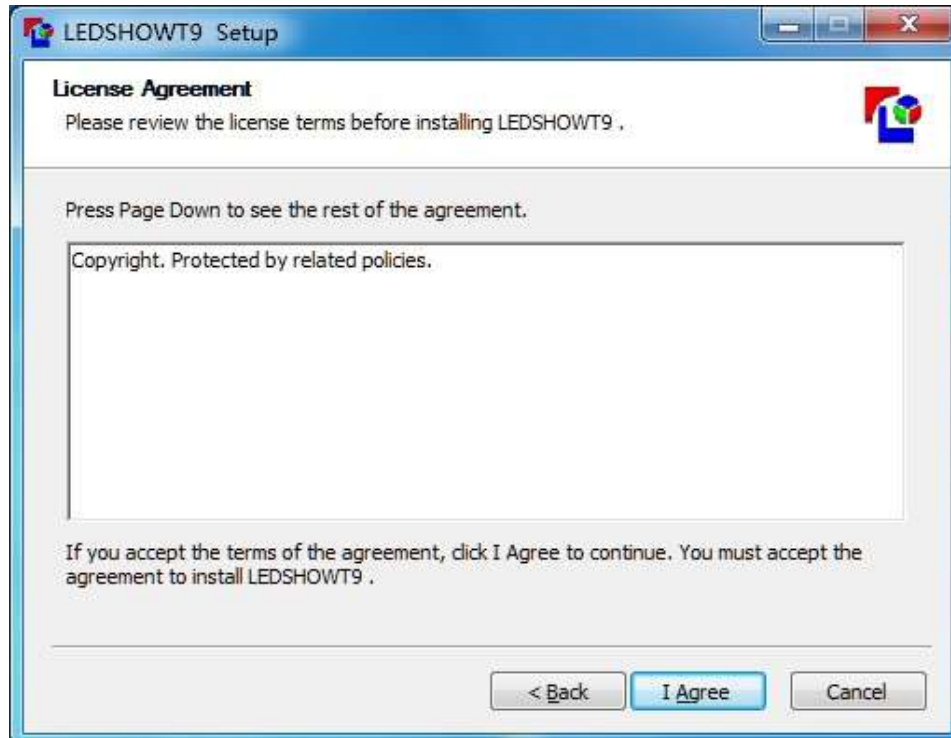 LEDSHOWT9 Setup
License Agreement
Please review the license terms before installing LEDSHOWT9 .
Press Page Down to see the rest of the agreement.
Copyright. Protected by related policies.
If you accept the terms of the agreement, click I Agree to continue. You must accept the
agreement to install LEDSHOWT9 .
< Back
I Agree
Cancel